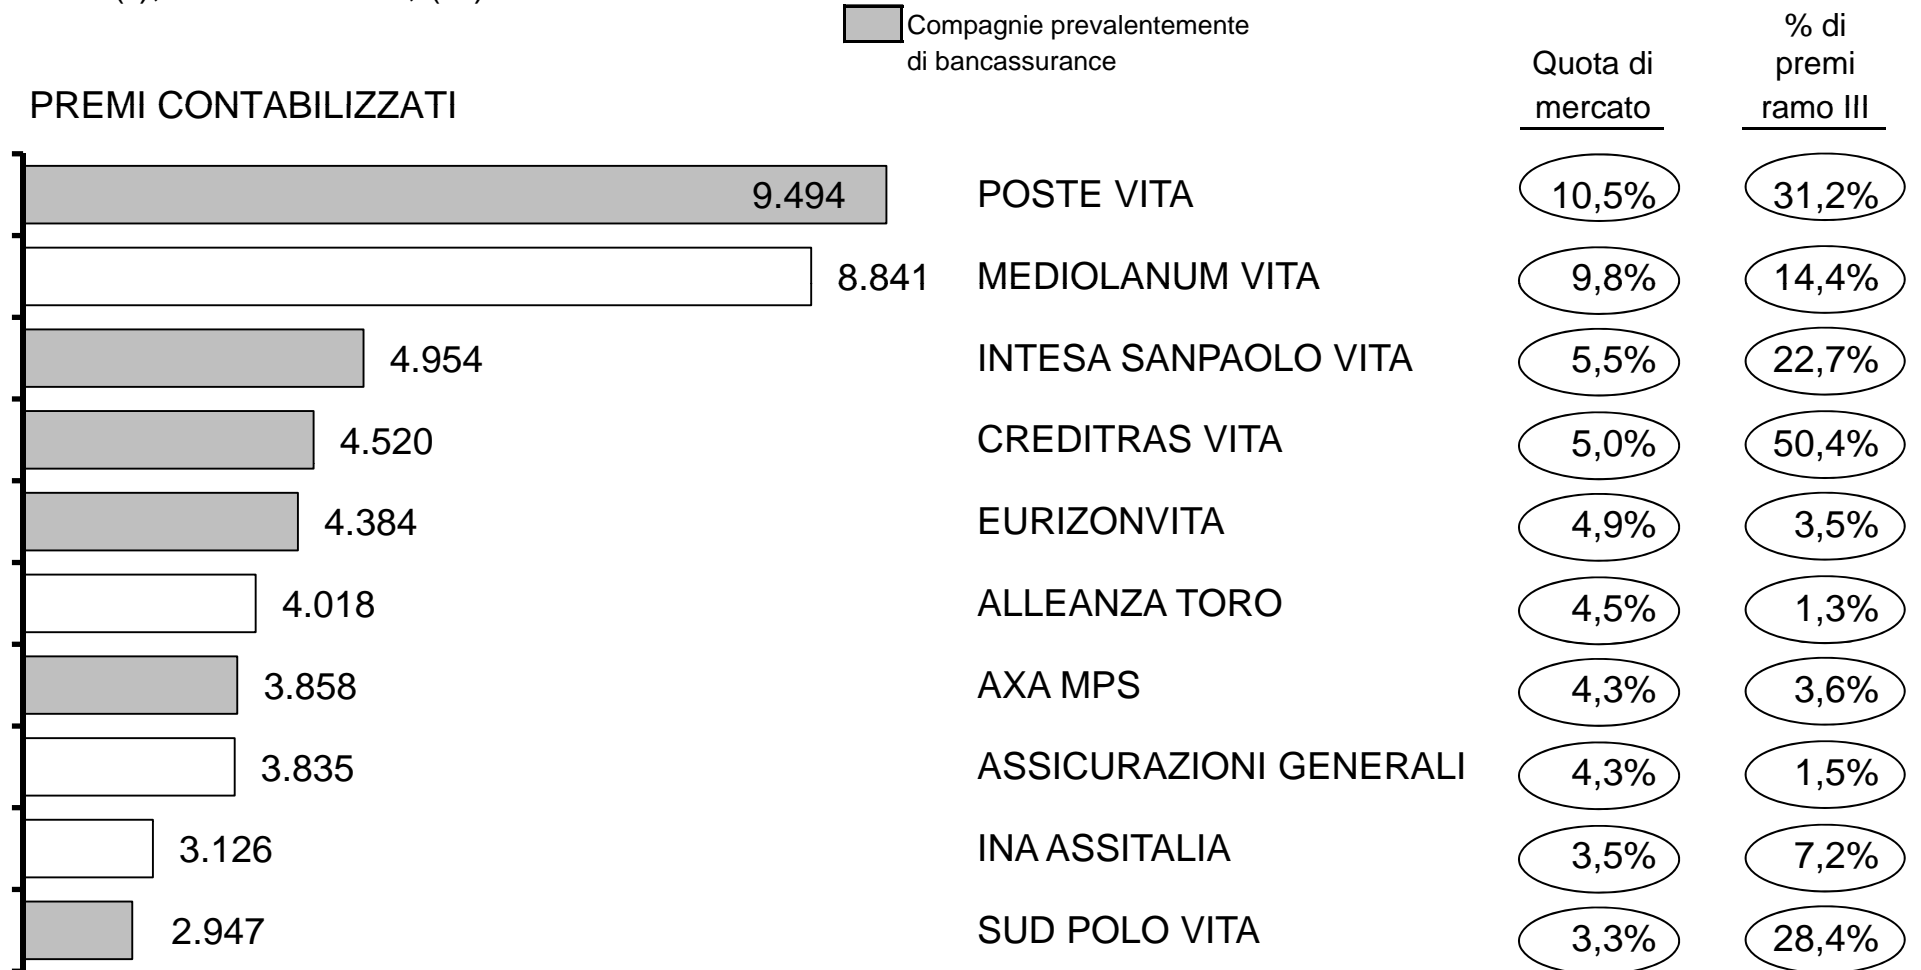 Compagnie prevalentemente
di bancassurance
% di
Quota di premi
mercato ramo III
PREMI CONTABILIZZATI
9.494 POSTE VITA 10,5% 31,2%
8.841 MEDIOLANUM VITA 9,8% 14,4%
4.954 INTESA SANPAOLO VITA 5,5% 22,7%
4.520 CREDITRAS VITA 5,0% 50,4%
4.384 EURIZONVITA 4,9% 3,5%
4.018 ALLEANZA TORO 4,5% 1,3%
3.858 AXA MPS 4,3% 3,6%
3.835 ASSICURAZIONI GENERALI 4,3% 1,5%
3.126 INA ASSITALIA 3,5% 7,2%
2.947 SUD POLO VITA 3,3% 28,4%